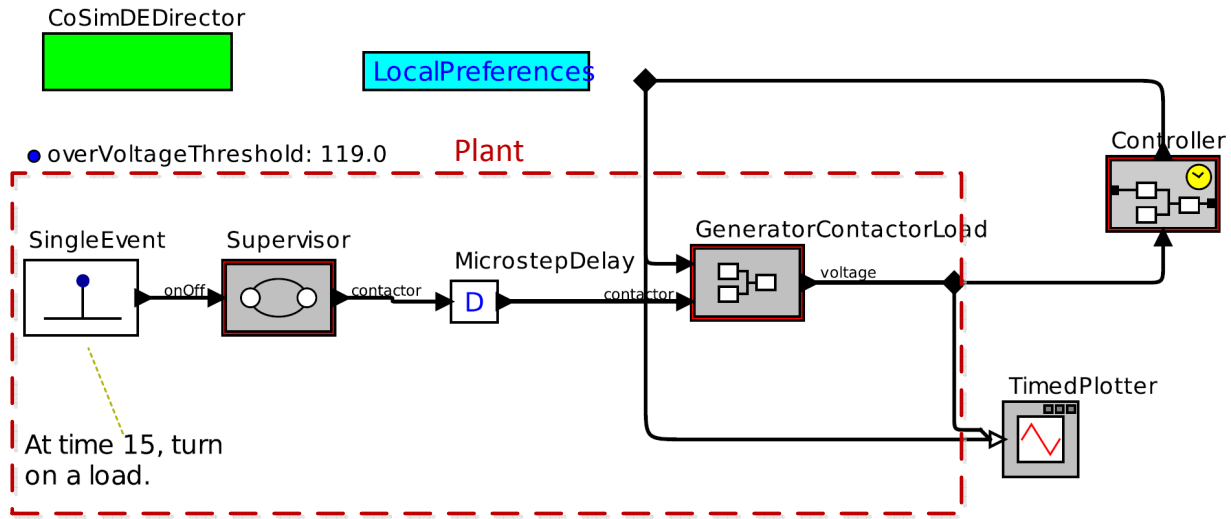 CoSimDEDirector
LocalPreferences
overVoltageThreshold: 119.0
Plant
Controller
SingleEvent
Supervisor
MicrostepDelay
GeneratorContactorLoad
onOff
contactor
D
contactor
voltage
TimedPlotter
At time 15, turn
on a load.